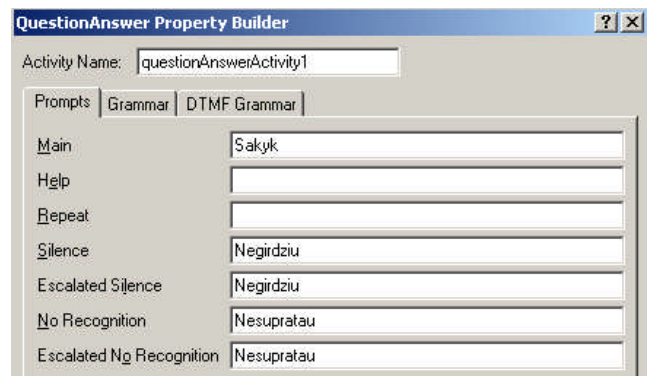 QuestionAnswer Property Builder
Activity Name: questionAnswerActivity1
Prompts Grammar DTMF Grammar
Main Sakyk
Help
Repeat
Silence Negirdziu
Escalated Silence Negirdziu
No Recognition Nesupratau
Escalated No Recognition Nesupratau